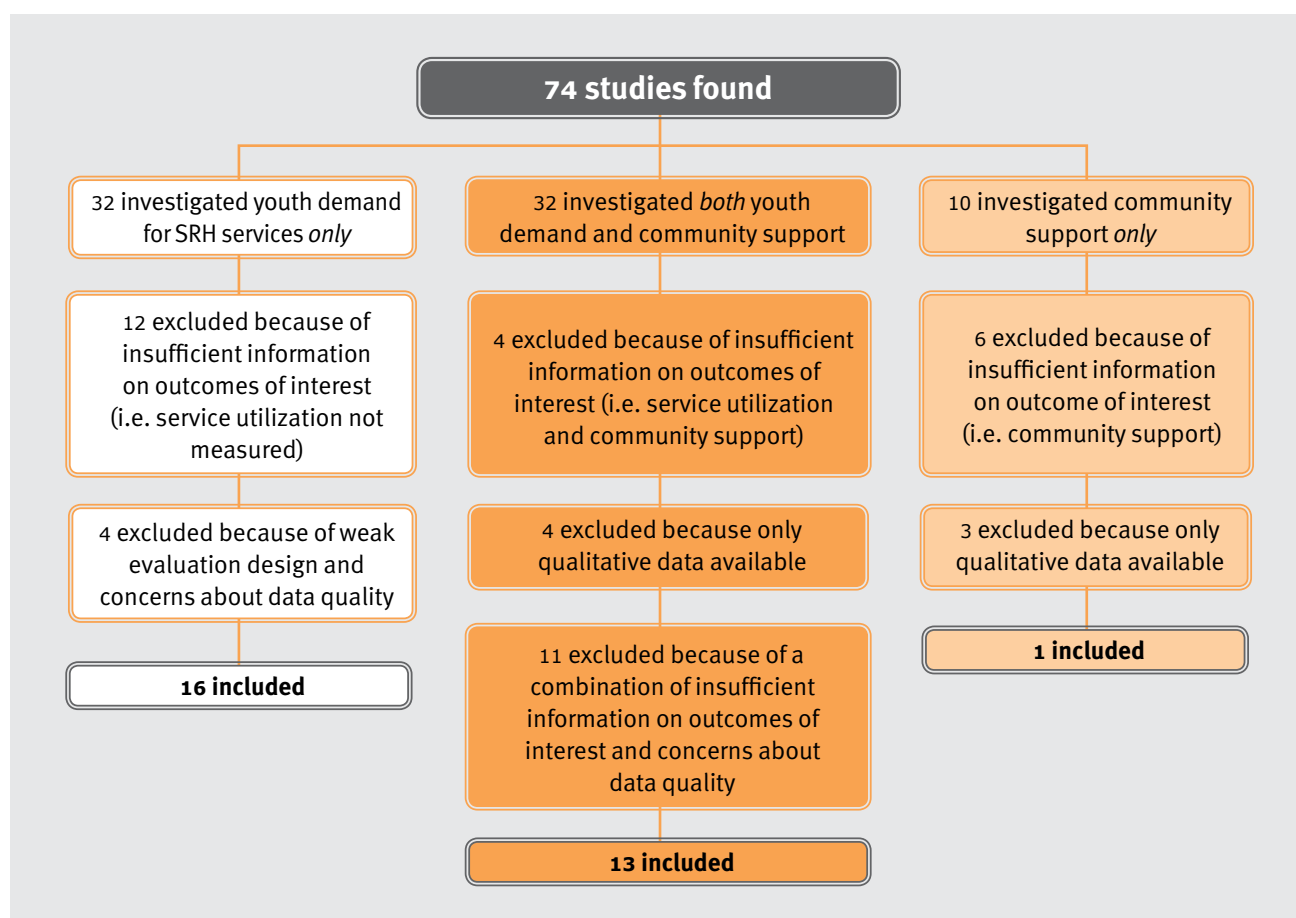 74 studies found
32 investigated youth demand
for SRH services only
12 excluded because of
insufficient information
on outcomes of interest
(i.e. service utilization not
measured)
4 excluded because of weak
evaluation design and
concerns about data quality
16 included
32 investigated both youth
demand and community support
4 excluded because of insufficient
information on outcomes of
interest (i.e. service utilization
and community support)
4 excluded because only
qualitative data available
11 excluded because of a
combination of insufficient
information on outcomes of
interest and concerns about
data quality
13 included
10 investigated community
support only
6 excluded because of
insufficient information
on outcome of interest
(i.e. community support)
3 excluded because only
qualitative data available
1 included